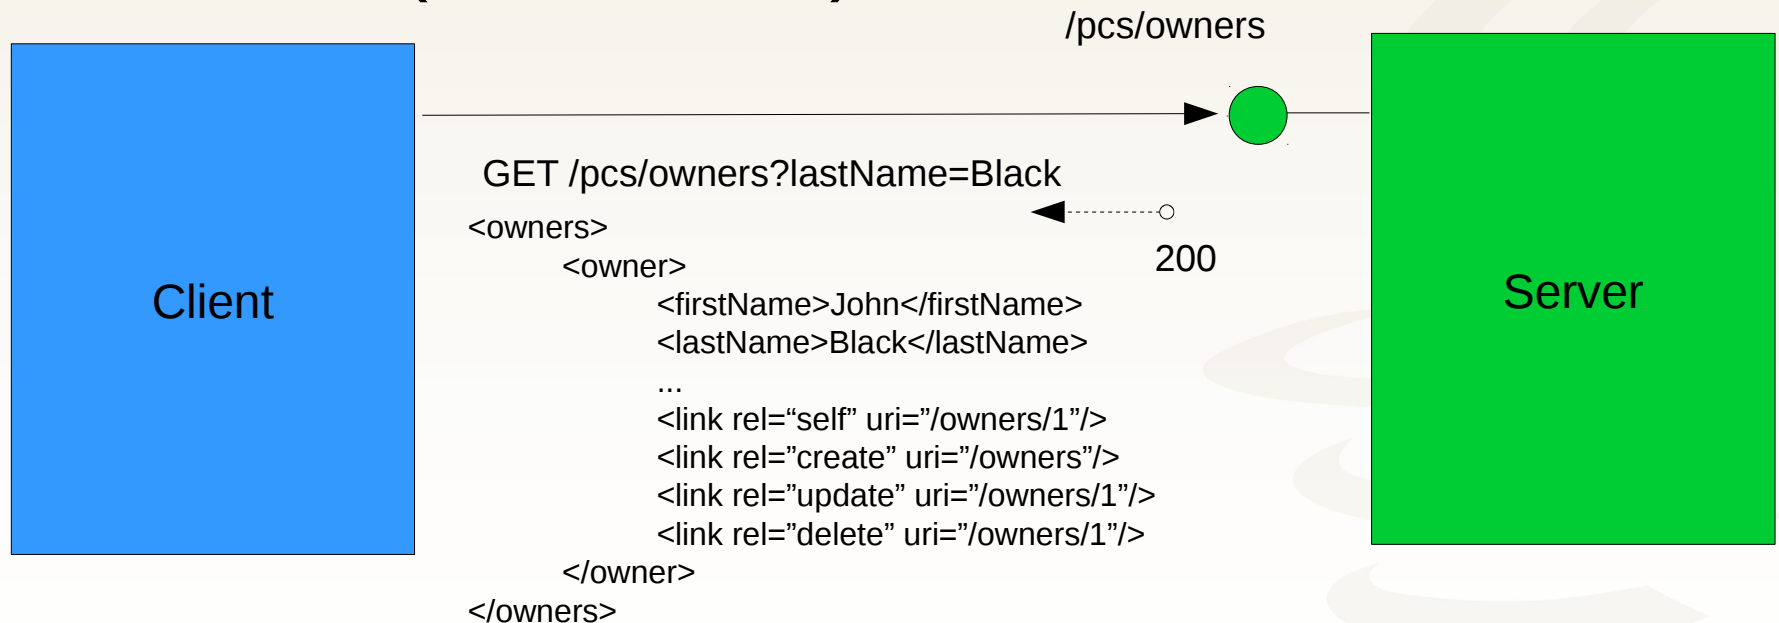 /pcs/owners
GET /pcs/owners?lastName=Black
<owners>
<owner>
200
Client
<firstName>John</firstName>
Server
<lastName>Black</lastName>
...
<link rel=“self” uri=”/owners/1”/>
<link rel=”create” uri=”/owners”/>
<link rel=”update” uri=”/owners/1”/>
<link rel=”delete” uri=”/owners/1”/>
</owner>
</owners>